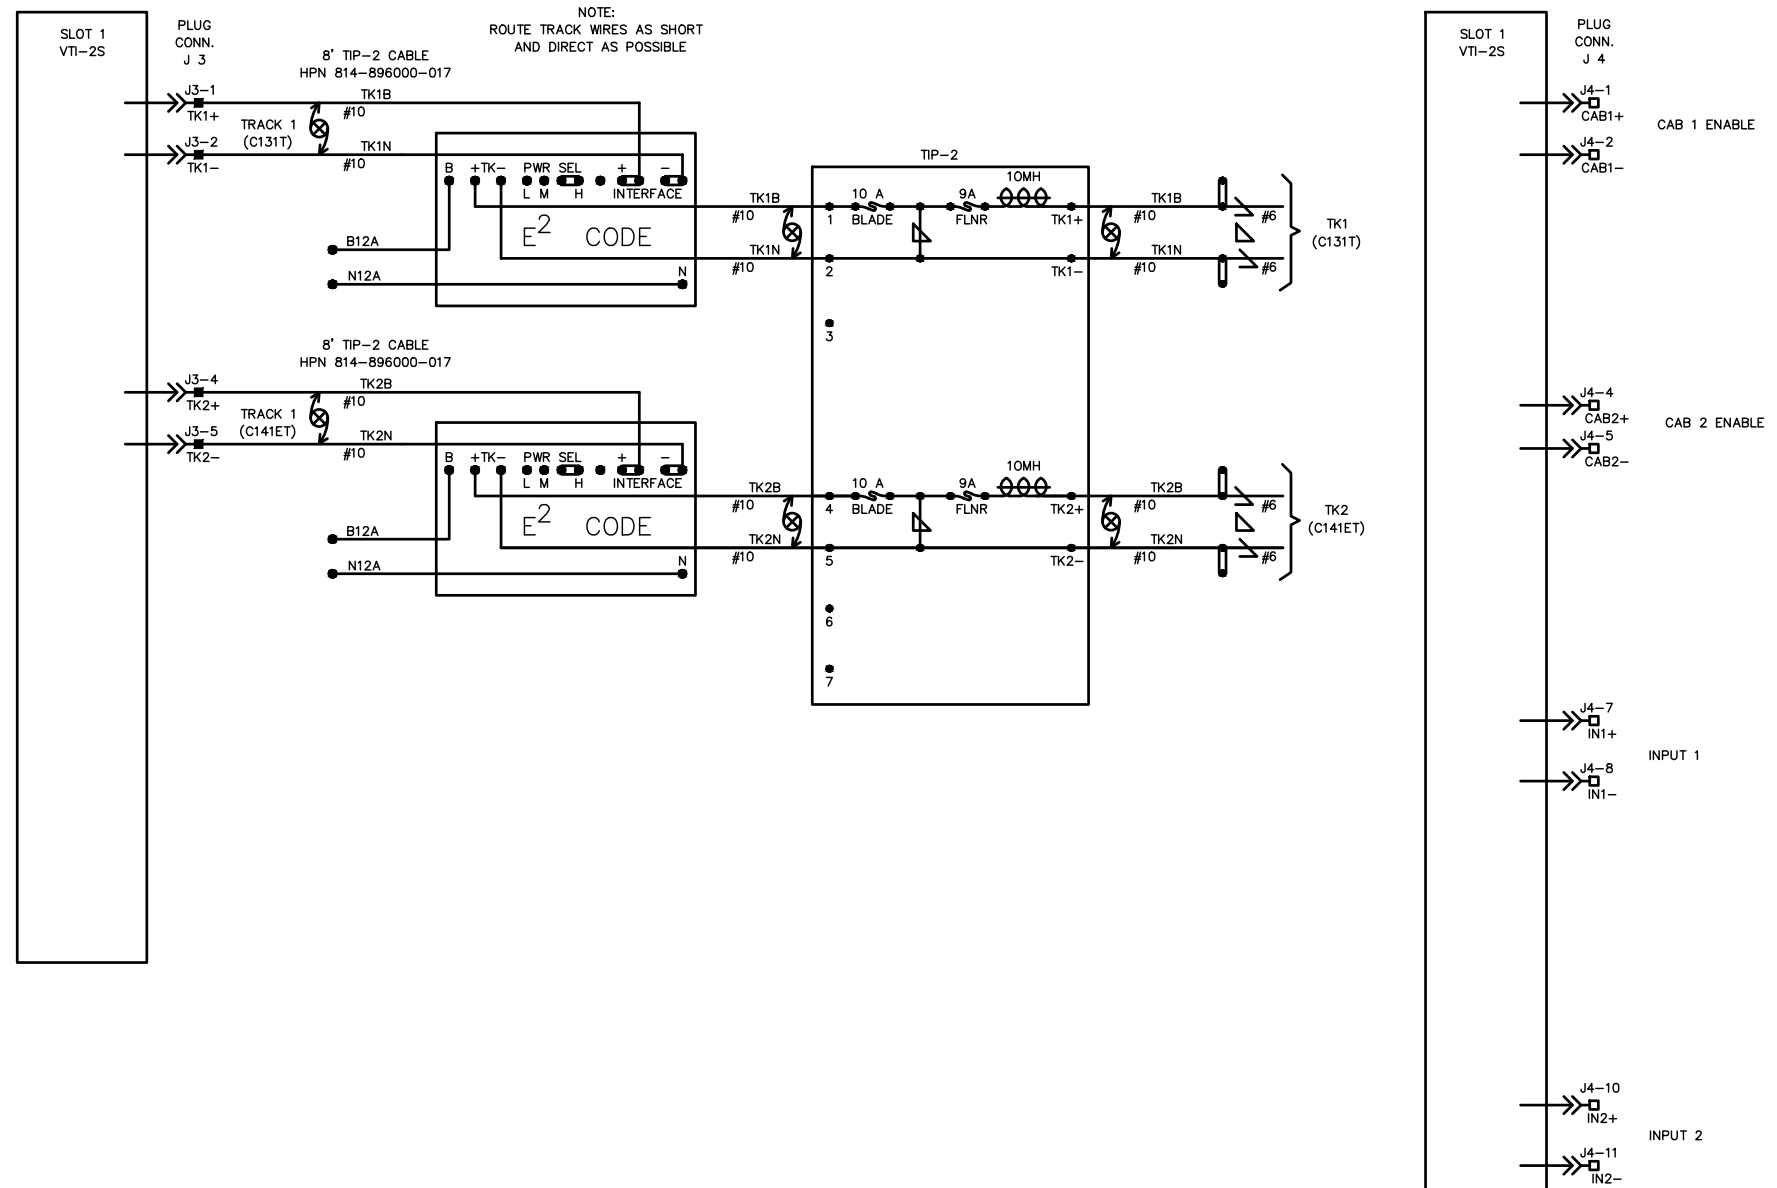 SLOT 1
VTI-2S
PLUG
CONN.
J 3
NOTE:
ROUTE TRACK WIRES AS SHORT
AND DIRECT AS POSSIBLE
8' TIP-2 CABLE
HPN 814-896000-017
J3-1
TK1+
TK1B
#10
TRACK 1
(C131T)
J3-2
TK1-
TK1N
#10
B +TK- PWR SEL + -
L M H INTERFACE
E2 CODE
B12A
N12A
N
TK1B
#10
TK1N
#10
TIP-2
1
10 A
BLADE
9A
FLNR
10MH
TK1+
2
TK1-
3
TK1B
#10
#6
TK1N
#10
#6
TK1
(C131T)
8' TIP-2 CABLE
HPN 814-896000-017
J3-4
TK2+
TK2B
#10
TRACK 1
(C141ET)
J3-5
TK2-
TK2N
#10
B +TK- PWR SEL + -
L M H INTERFACE
E2 CODE
B12A
N12A
N
TK2B
#10
TK2N
#10
4
10 A
BLADE
9A
FLNR
10MH
TK2+
5
TK2-
6
7
TK2B
#10
#6
TK2N
#10
#6
TK2
(C141ET)
SLOT 1
VTI-2S
PLUG
CONN.
J 4
J4-1
CAB1+
CAB 1 ENABLE
J4-2
CAB1-
J4-4
CAB2+
CAB 2 ENABLE
J4-5
CAB2-
J4-7
IN1+
INPUT 1
J4-8
IN1-
J4-10
IN2+
INPUT 2
J4-11
IN2-